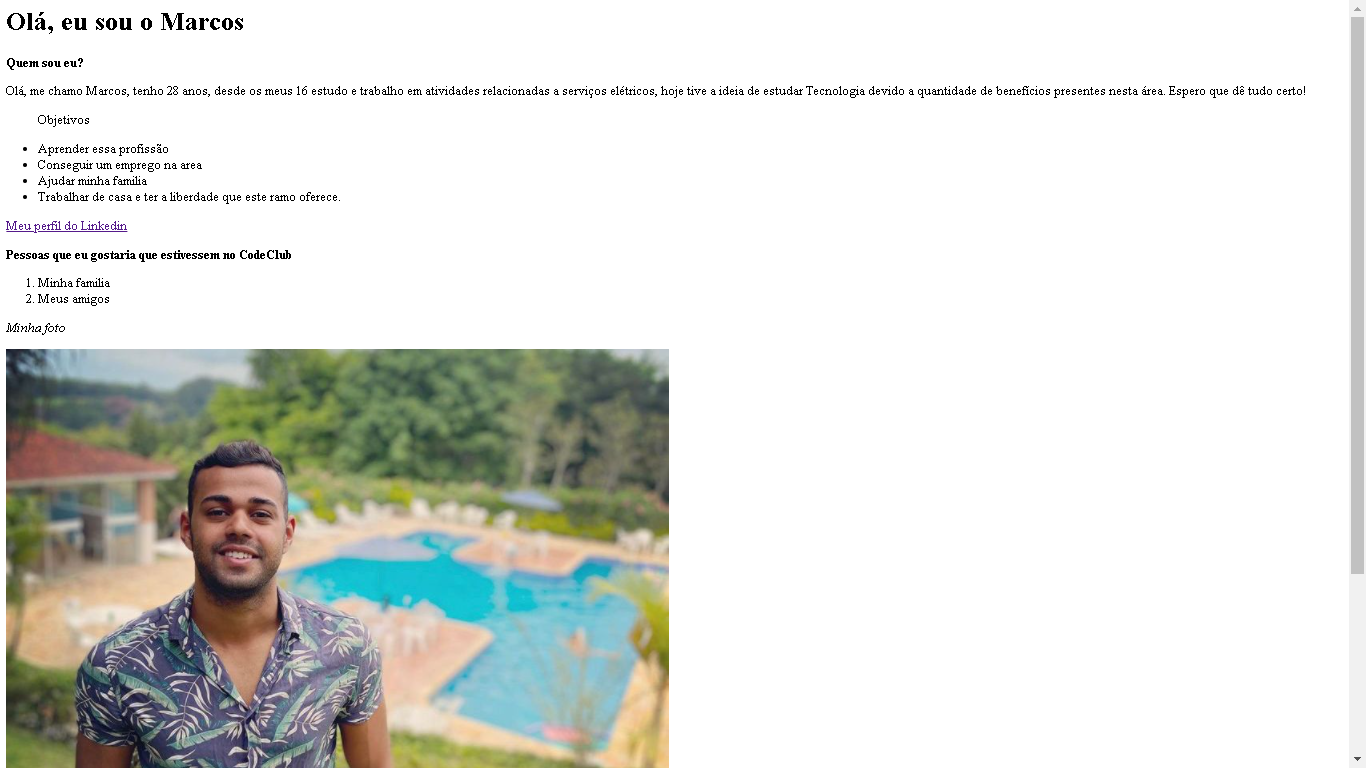 Olá, eu sou o Marcos
Quem sou eu?
Olá, me chamo Marcos, tenho 28 anos, desde os meus 16 estudo e trabalho em atividades relacionadas a serviços elétricos, hoje tive a ideia de estudar Tecnologia devido a quantidade de benefícios presentes nesta área. Espero que dê tudo certo!
Objetivos
• Aprender essa profissão
• Conseguir um emprego na area
• Ajudar minha familia
• Trabalhar de casa e ter a liberdade que este ramo oferece.
Meu perfil do Linkedin
Pessoas que eu gostaria que estivessem no CodeClub
1. Minha familia
2. Meus amigos
Minha foto